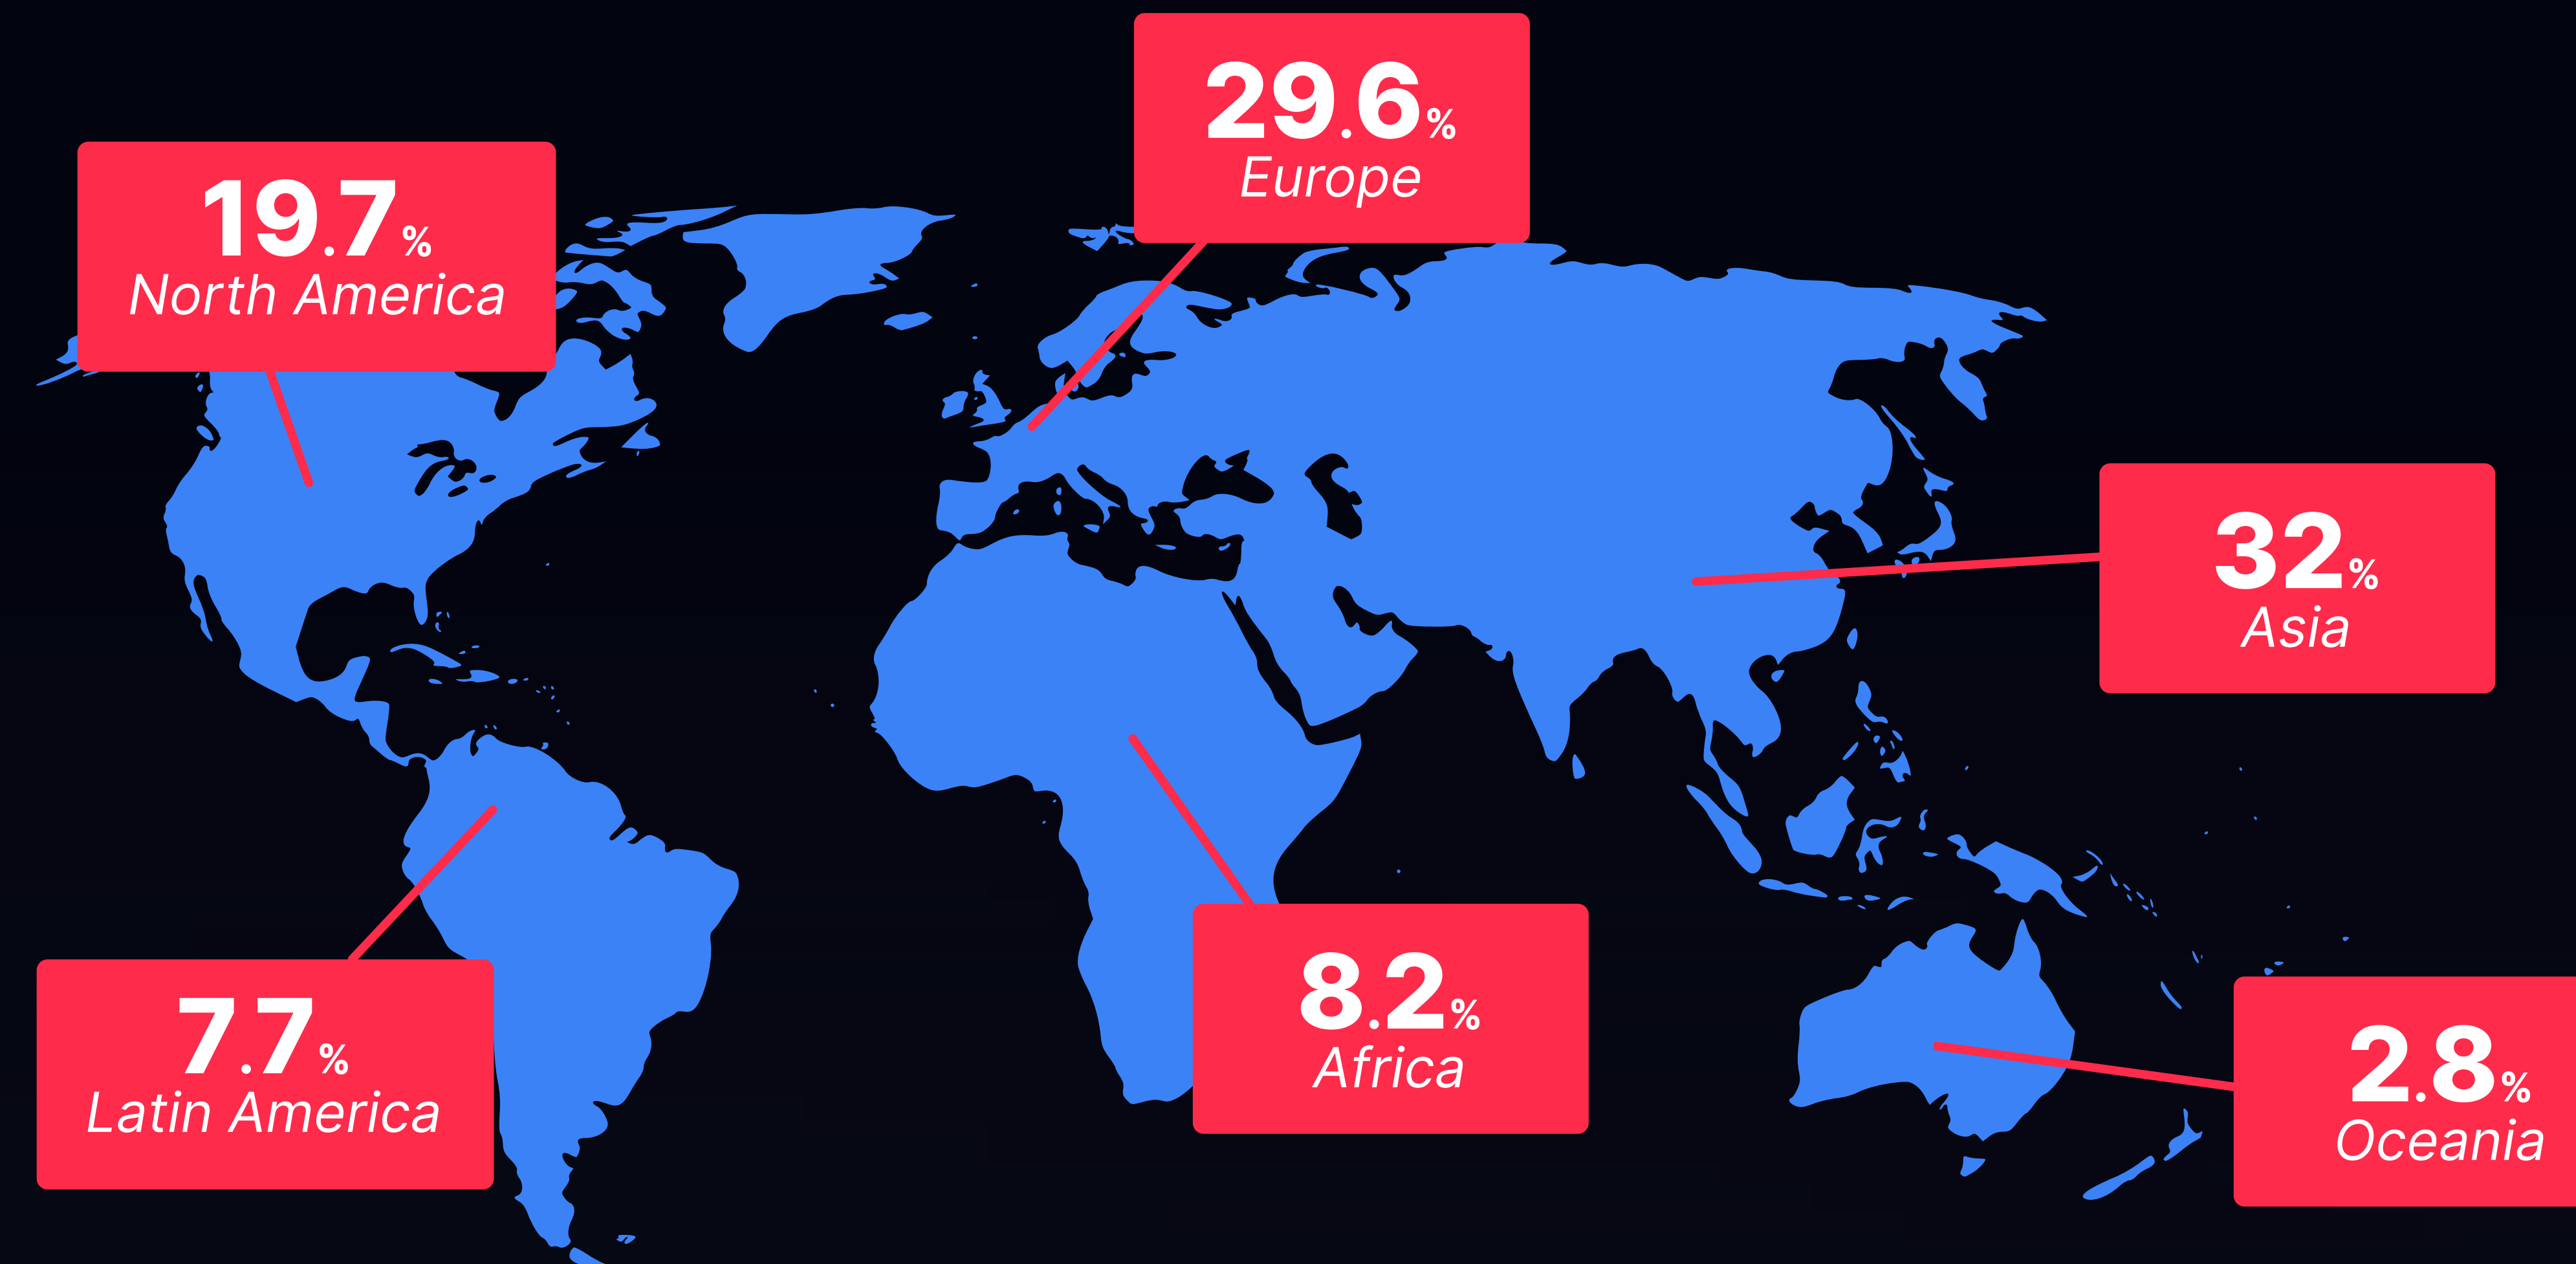 29.6%
Europe
19.7%
North America
32%
Asia
8.2%
Africa
7.7%
Latin America
2.8%
Oceania